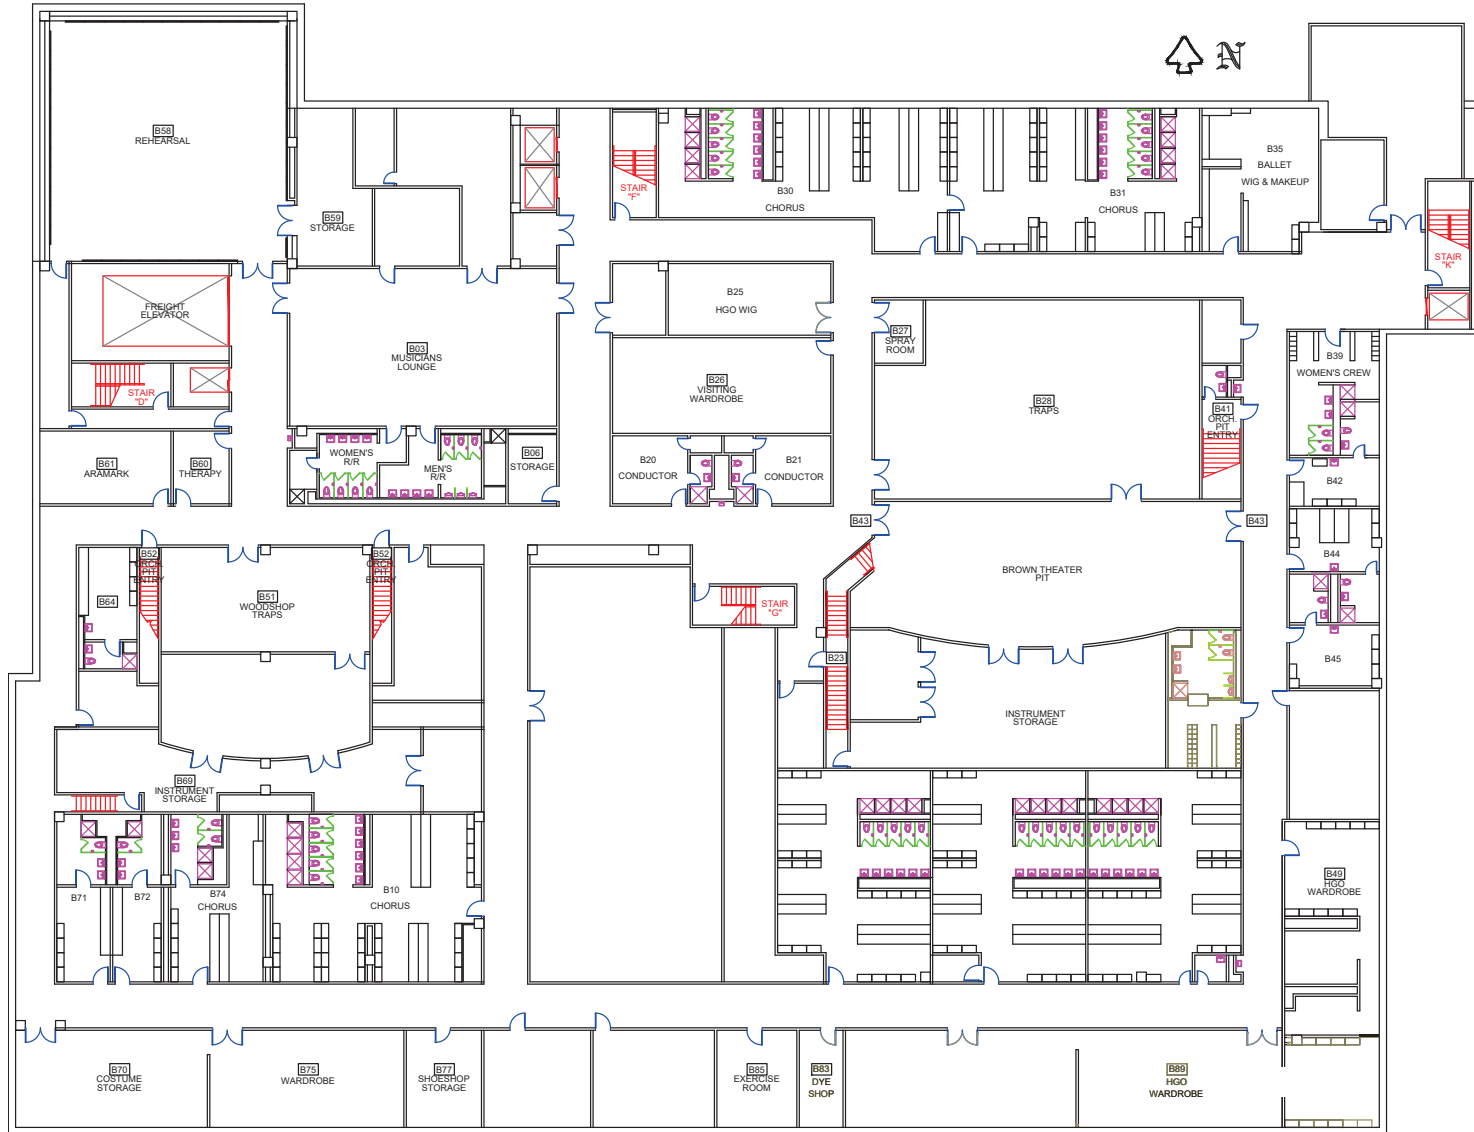 N
B58
REHEARSAL
B59
STORAGE
STAIR
"F"
B30
CHORUS
B31
CHORUS
B35
BALLET
WIG & MAKEUP
STAIR
"K"
FREIGHT
ELEVATOR
STAIR
"D"
B03
MUSICIANS
LOUNGE
B25
HGO WIG
B26
VISITING
WARDROBE
B27
SPRAY
ROOM
B28
TRAPS
B41
ORCH.
PIT
ENTRY
B39
WOMEN'S CREW
B61
ARAMARK
B60
THERAPY
WOMEN'S
R/R
MEN'S
R/R
B06
STORAGE
B20
CONDUCTOR
B21
CONDUCTOR
B42
B43
B43
B44
B45
B52
ORCH.
PIT
ENTRY
B52
ORCH.
PIT
ENTRY
B64
B51
WOODSHOP
TRAPS
STAIR
"G"
BROWN THEATER
PIT
B23
INSTRUMENT
STORAGE
B69
INSTRUMENT
STORAGE
B71
B72
B74
CHORUS
B10
CHORUS
B49
HGO
WARDROBE
B70
COSTUME
STORAGE
B75
WARDROBE
B77
SHOESHOP
STORAGE
B85
EXERCISE
ROOM
B83
DYE
SHOP
B89
HGO
WARDROBE